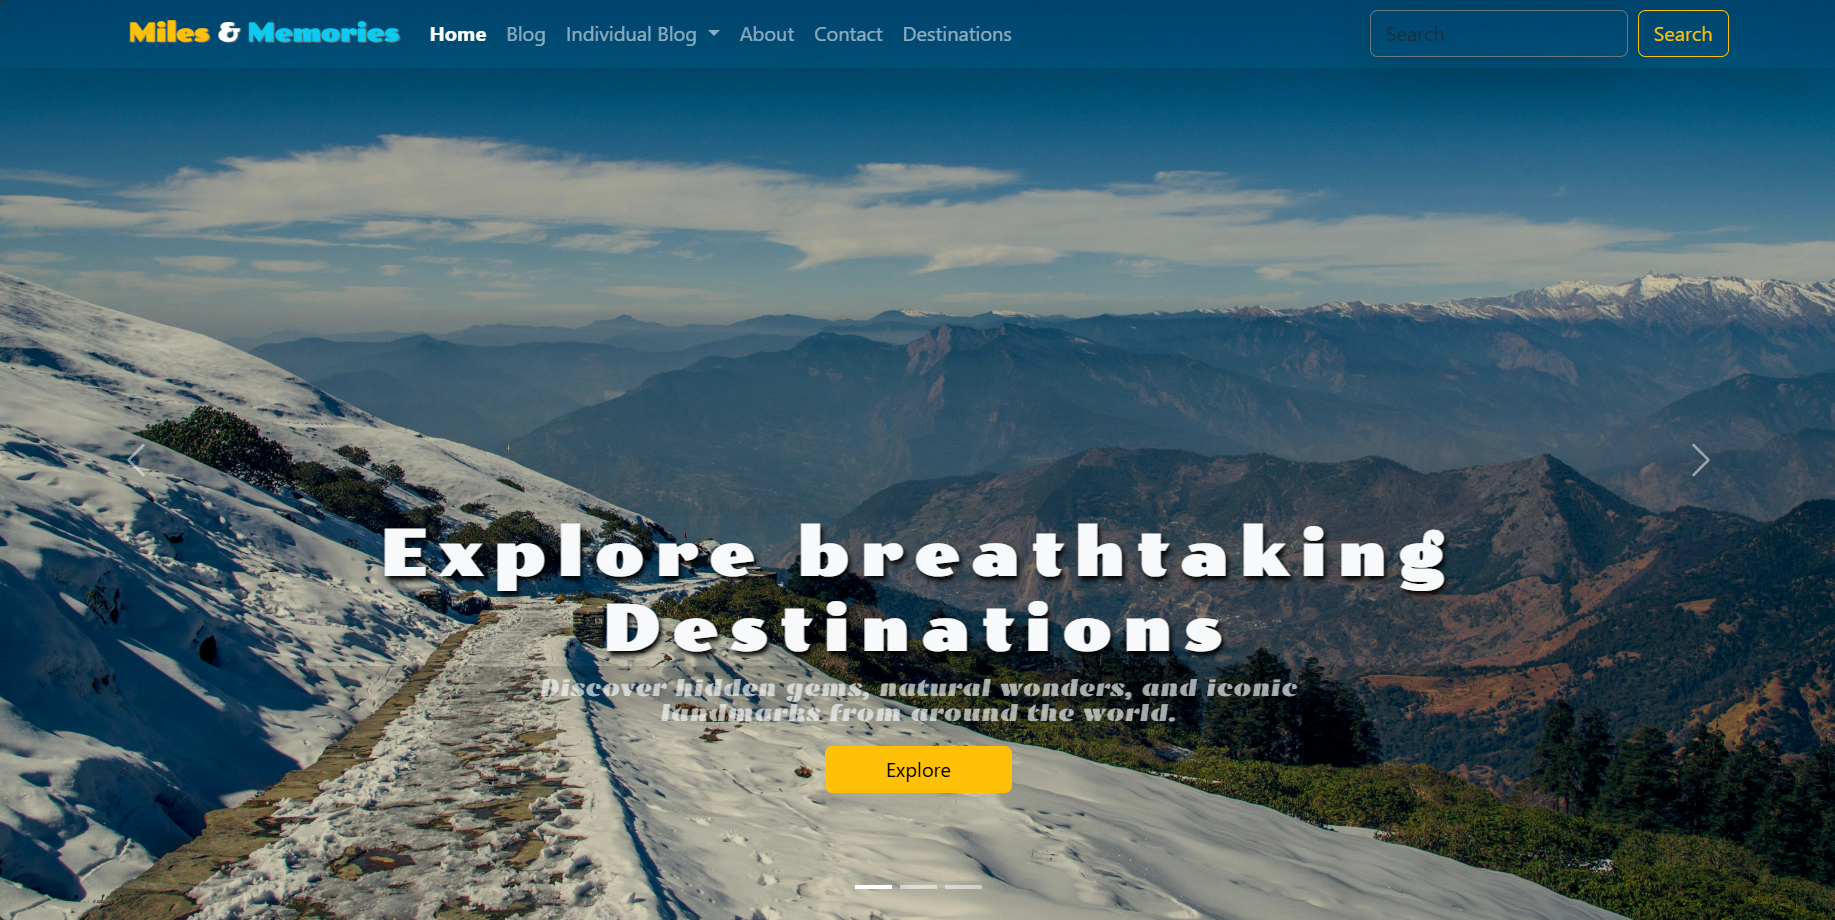 Miles & Memories Home Blog Individual Blog About Contact Destinations Search Search
Explore breathtaking
Destinations
Discover hidden gems, natural wonders, and iconic
landmarks from around the world.
Explore